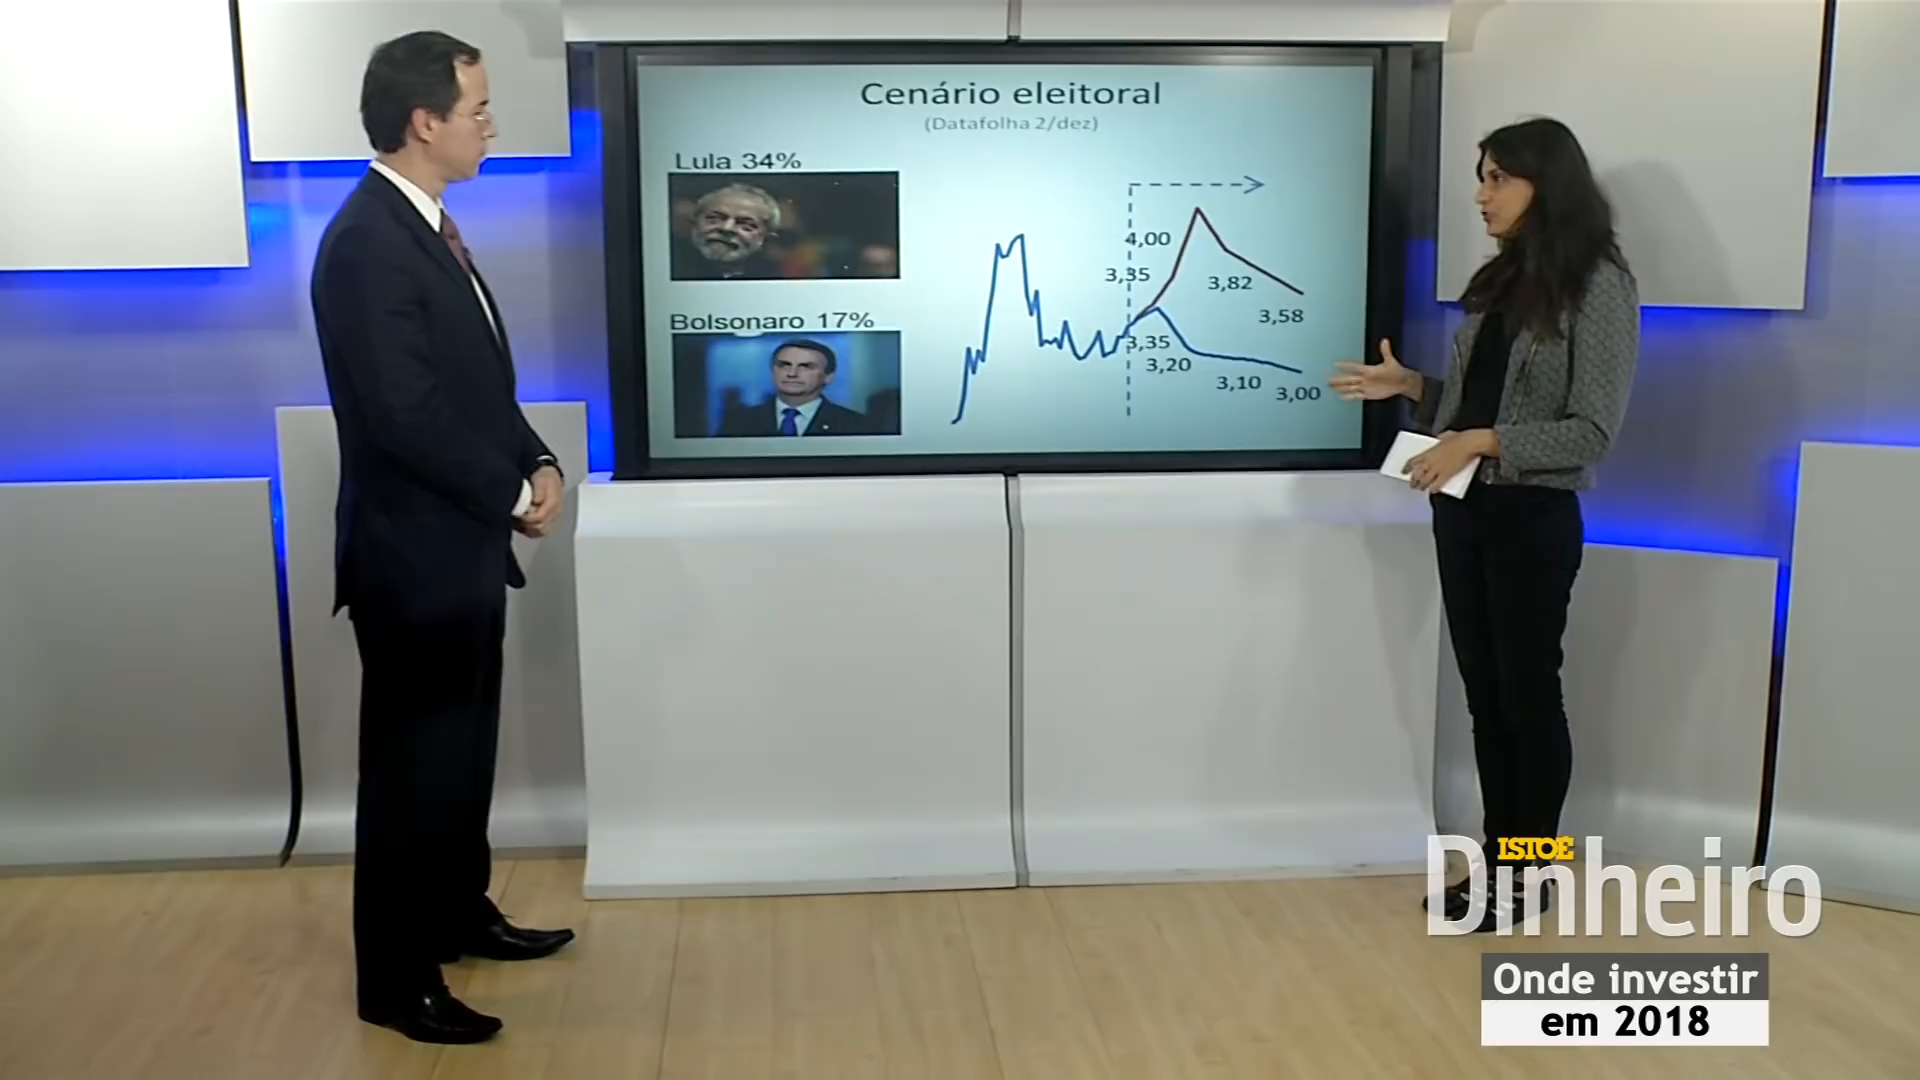 Cenário eleitoral
(Datafolha 2/dez)
Lula 34%
Bolsonaro 17%
4,00
3,35
3,82
3,58
3,35
3,20
3,10
3,00
ISTOÉ
Dinheiro
Onde investir
em 2018